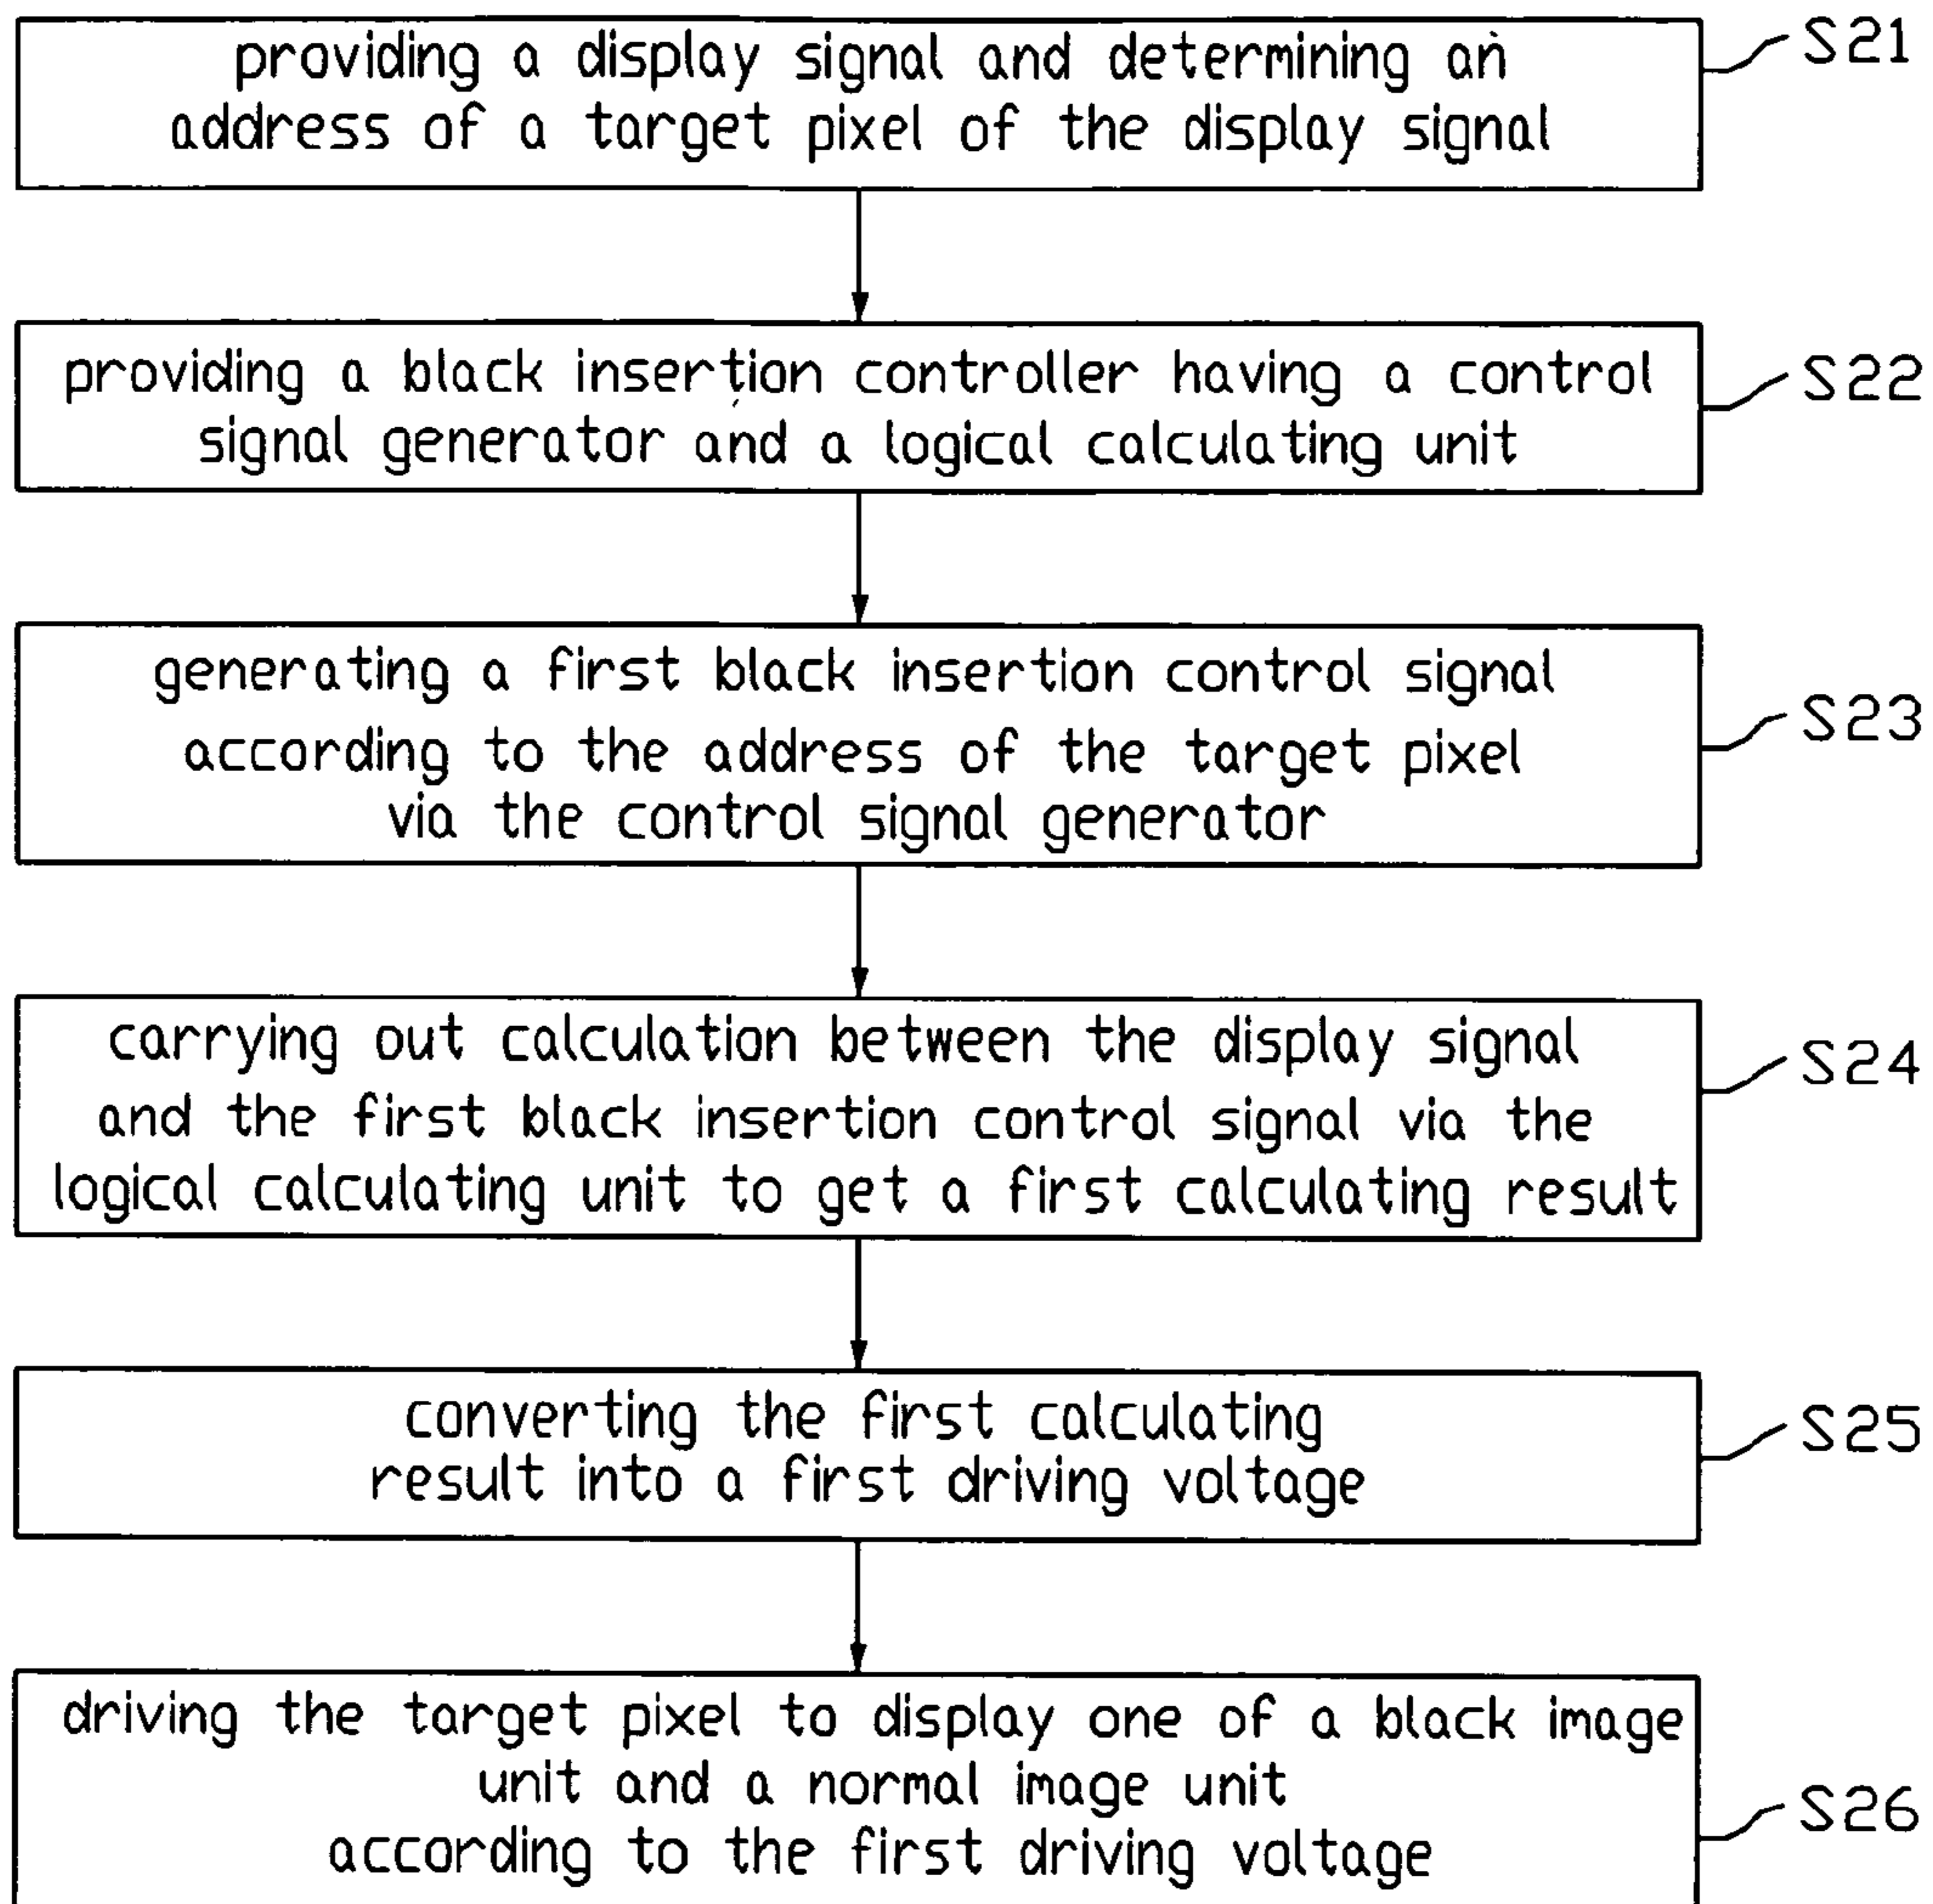 providing a display signal and determining an
address of a target pixel of the display signal
S21
providing a black insertion controller having a control
signal generator and a logical calculating unit
S22
generating a first black insertion control signal
according to the address of the target pixel
via the control signal generator
S23
carrying out calculation between the display signal
and the first black insertion control signal via the
logical calculating unit to get a first calculating result
S24
converting the first calculating
result into a first driving voltage
S25
driving the target pixel to display one of a black image
unit and a normal image unit
according to the first driving voltage
S26